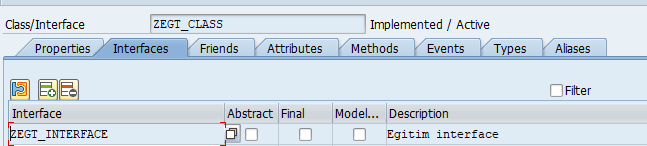 Class/Interface ZEGT_CLASS Implemented / Active
Properties Interfaces Friends Attributes Methods Events Types Aliases
Filter
Interface Abstract Final Model... Description
ZEGT_INTERFACE Egitim interface